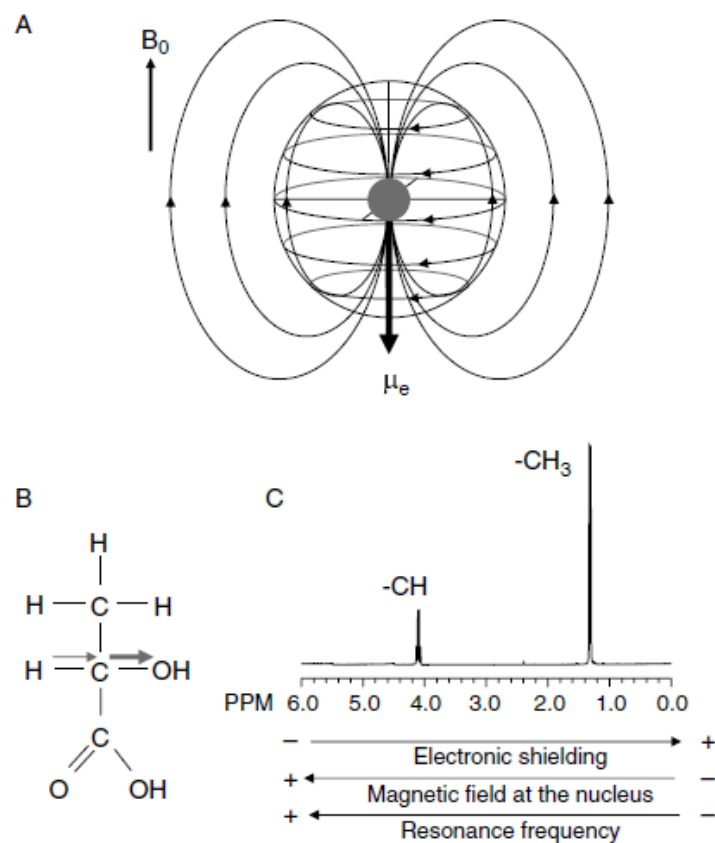 A
B₀
μₑ
B
H
H — C — H
H — C — OH
C
O OH
C
-CH₃
-CH
PPM 6.0 5.0 4.0 3.0 2.0 1.0 0.0
– Electronic shielding +
+ Magnetic field at the nucleus –
+ Resonance frequency –